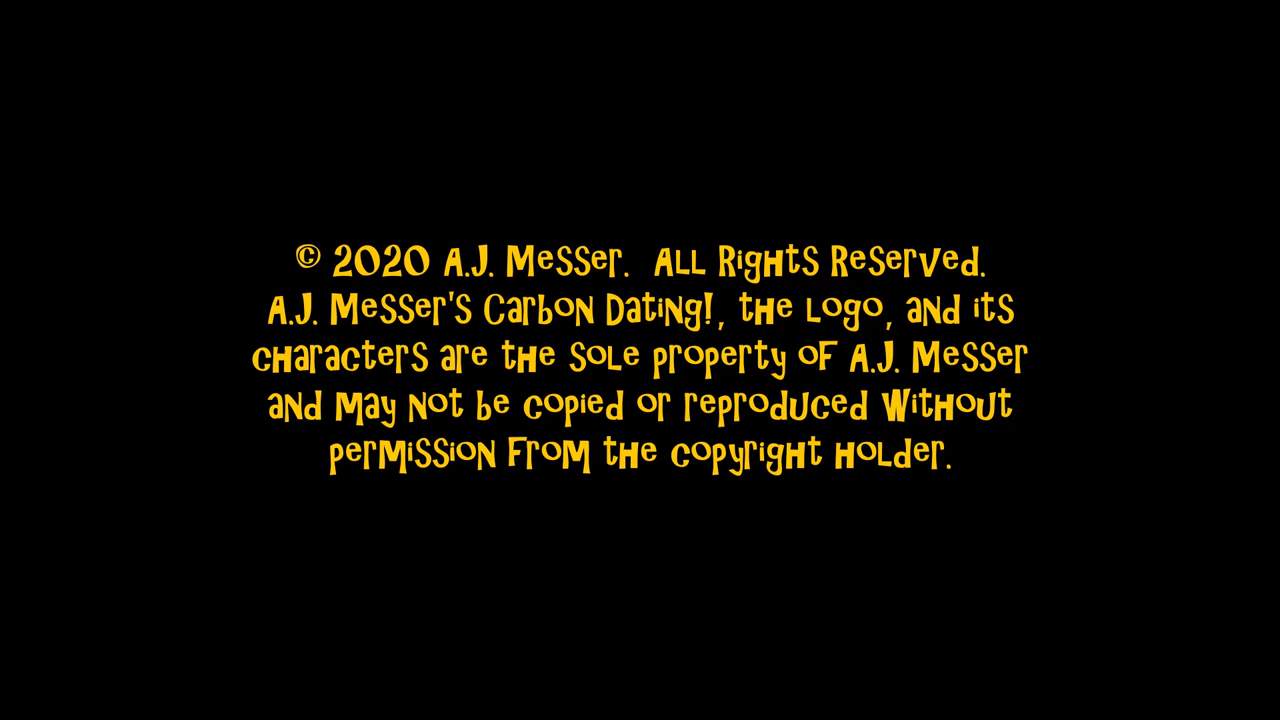 © 2020 A.J. Messer.  All Rights Reserved.
A.J. Messer's Carbon Dating!, the logo, and its
characters are the sole property of A.J. Messer
and may not be copied or reproduced without
permission from the copyright holder.